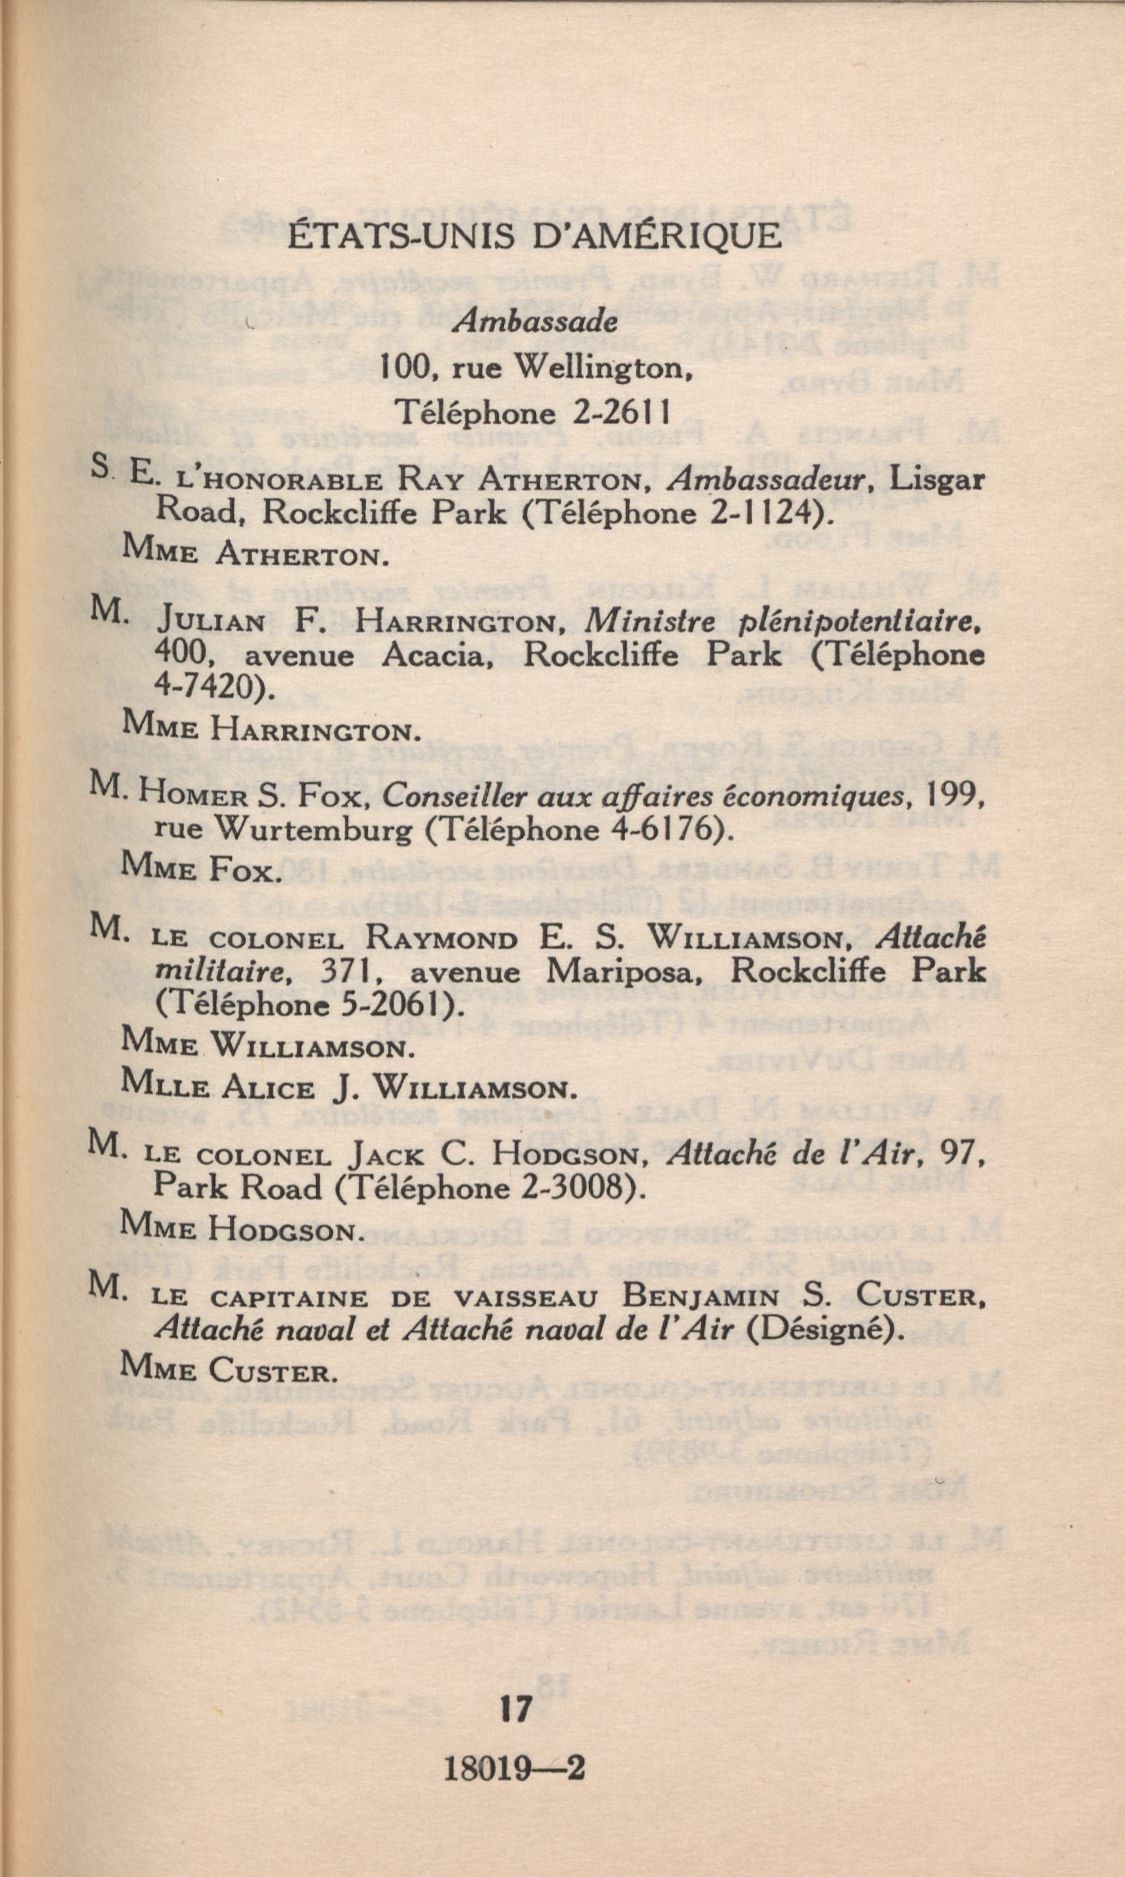 ÉTATS-UNIS D'AMÉRIQUE
Ambassade
100, rue Wellington,
Téléphone 2-2611
S. E. L'HONORABLE RAY ATHERTON, Ambassadeur, Lisgar
Road, Rockcliffe Park (Téléphone 2-1124).
MME ATHERTON.
M. JULIAN F. HARRINGTON, Ministre plénipotentiaire,
400, avenue Acacia, Rockcliffe Park (Téléphone
4-7420).
MME HARRINGTON.
M. HOMER S. FOX, Conseiller aux affaires économiques, 199,
rue Wurtemburg (Téléphone 4-6176).
MME FOX.
M. LE COLONEL RAYMOND E. S. WILLIAMSON, Attaché
militaire, 371, avenue Mariposa, Rockcliffe Park
(Téléphone 5-2061).
MME WILLIAMSON.
MLLE ALICE J. WILLIAMSON.
M. LE COLONEL JACK C. HODGSON, Attaché de l'Air, 97,
Park Road (Téléphone 2-3008).
MME HODGSON.
M. LE CAPITAINE DE VAISSEAU BENJAMIN S. CUSTER,
Attaché naval et Attaché naval de l'Air (Désigné).
MME CUSTER.
17
18019—2